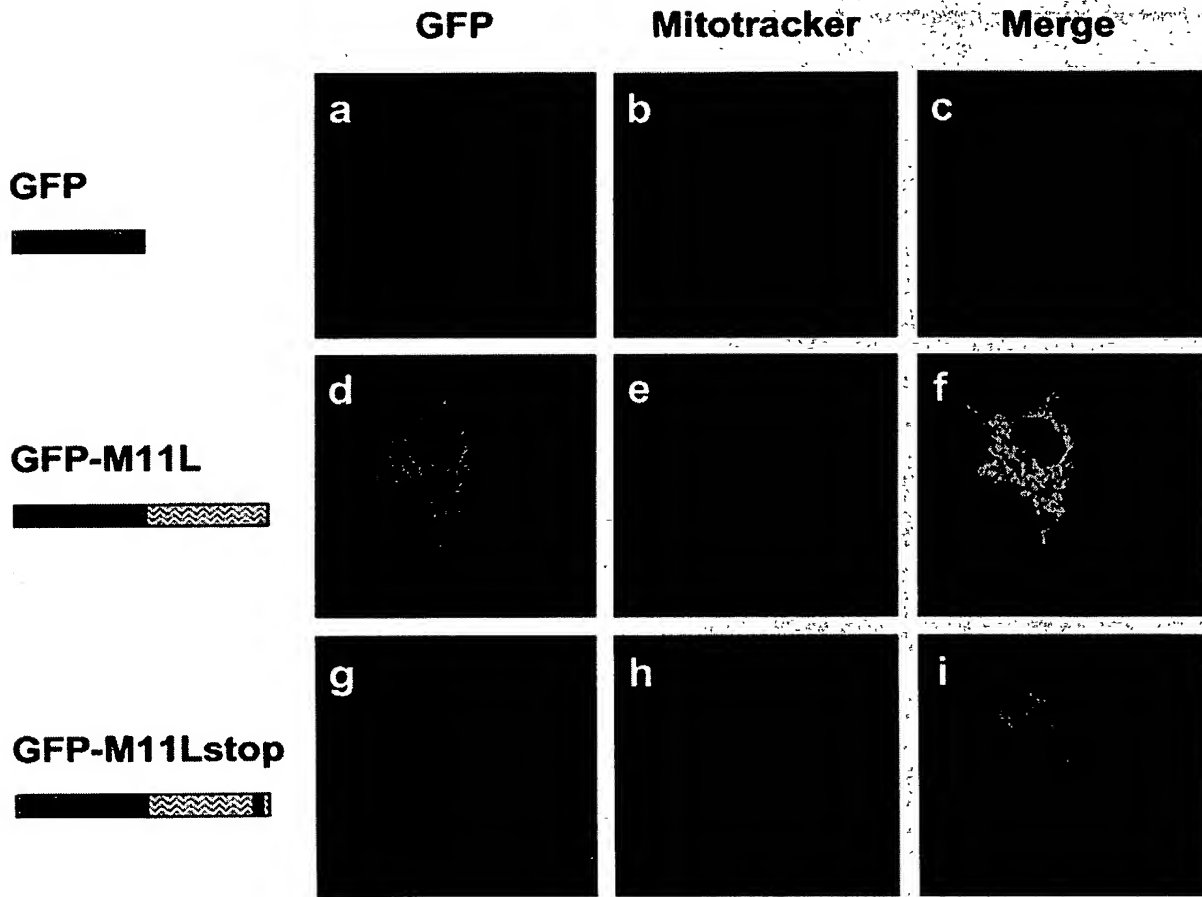 GFP Mitotracker Merge
GFP
a b c
GFP-M11L
d e f
GFP-M11Lstop
g h i